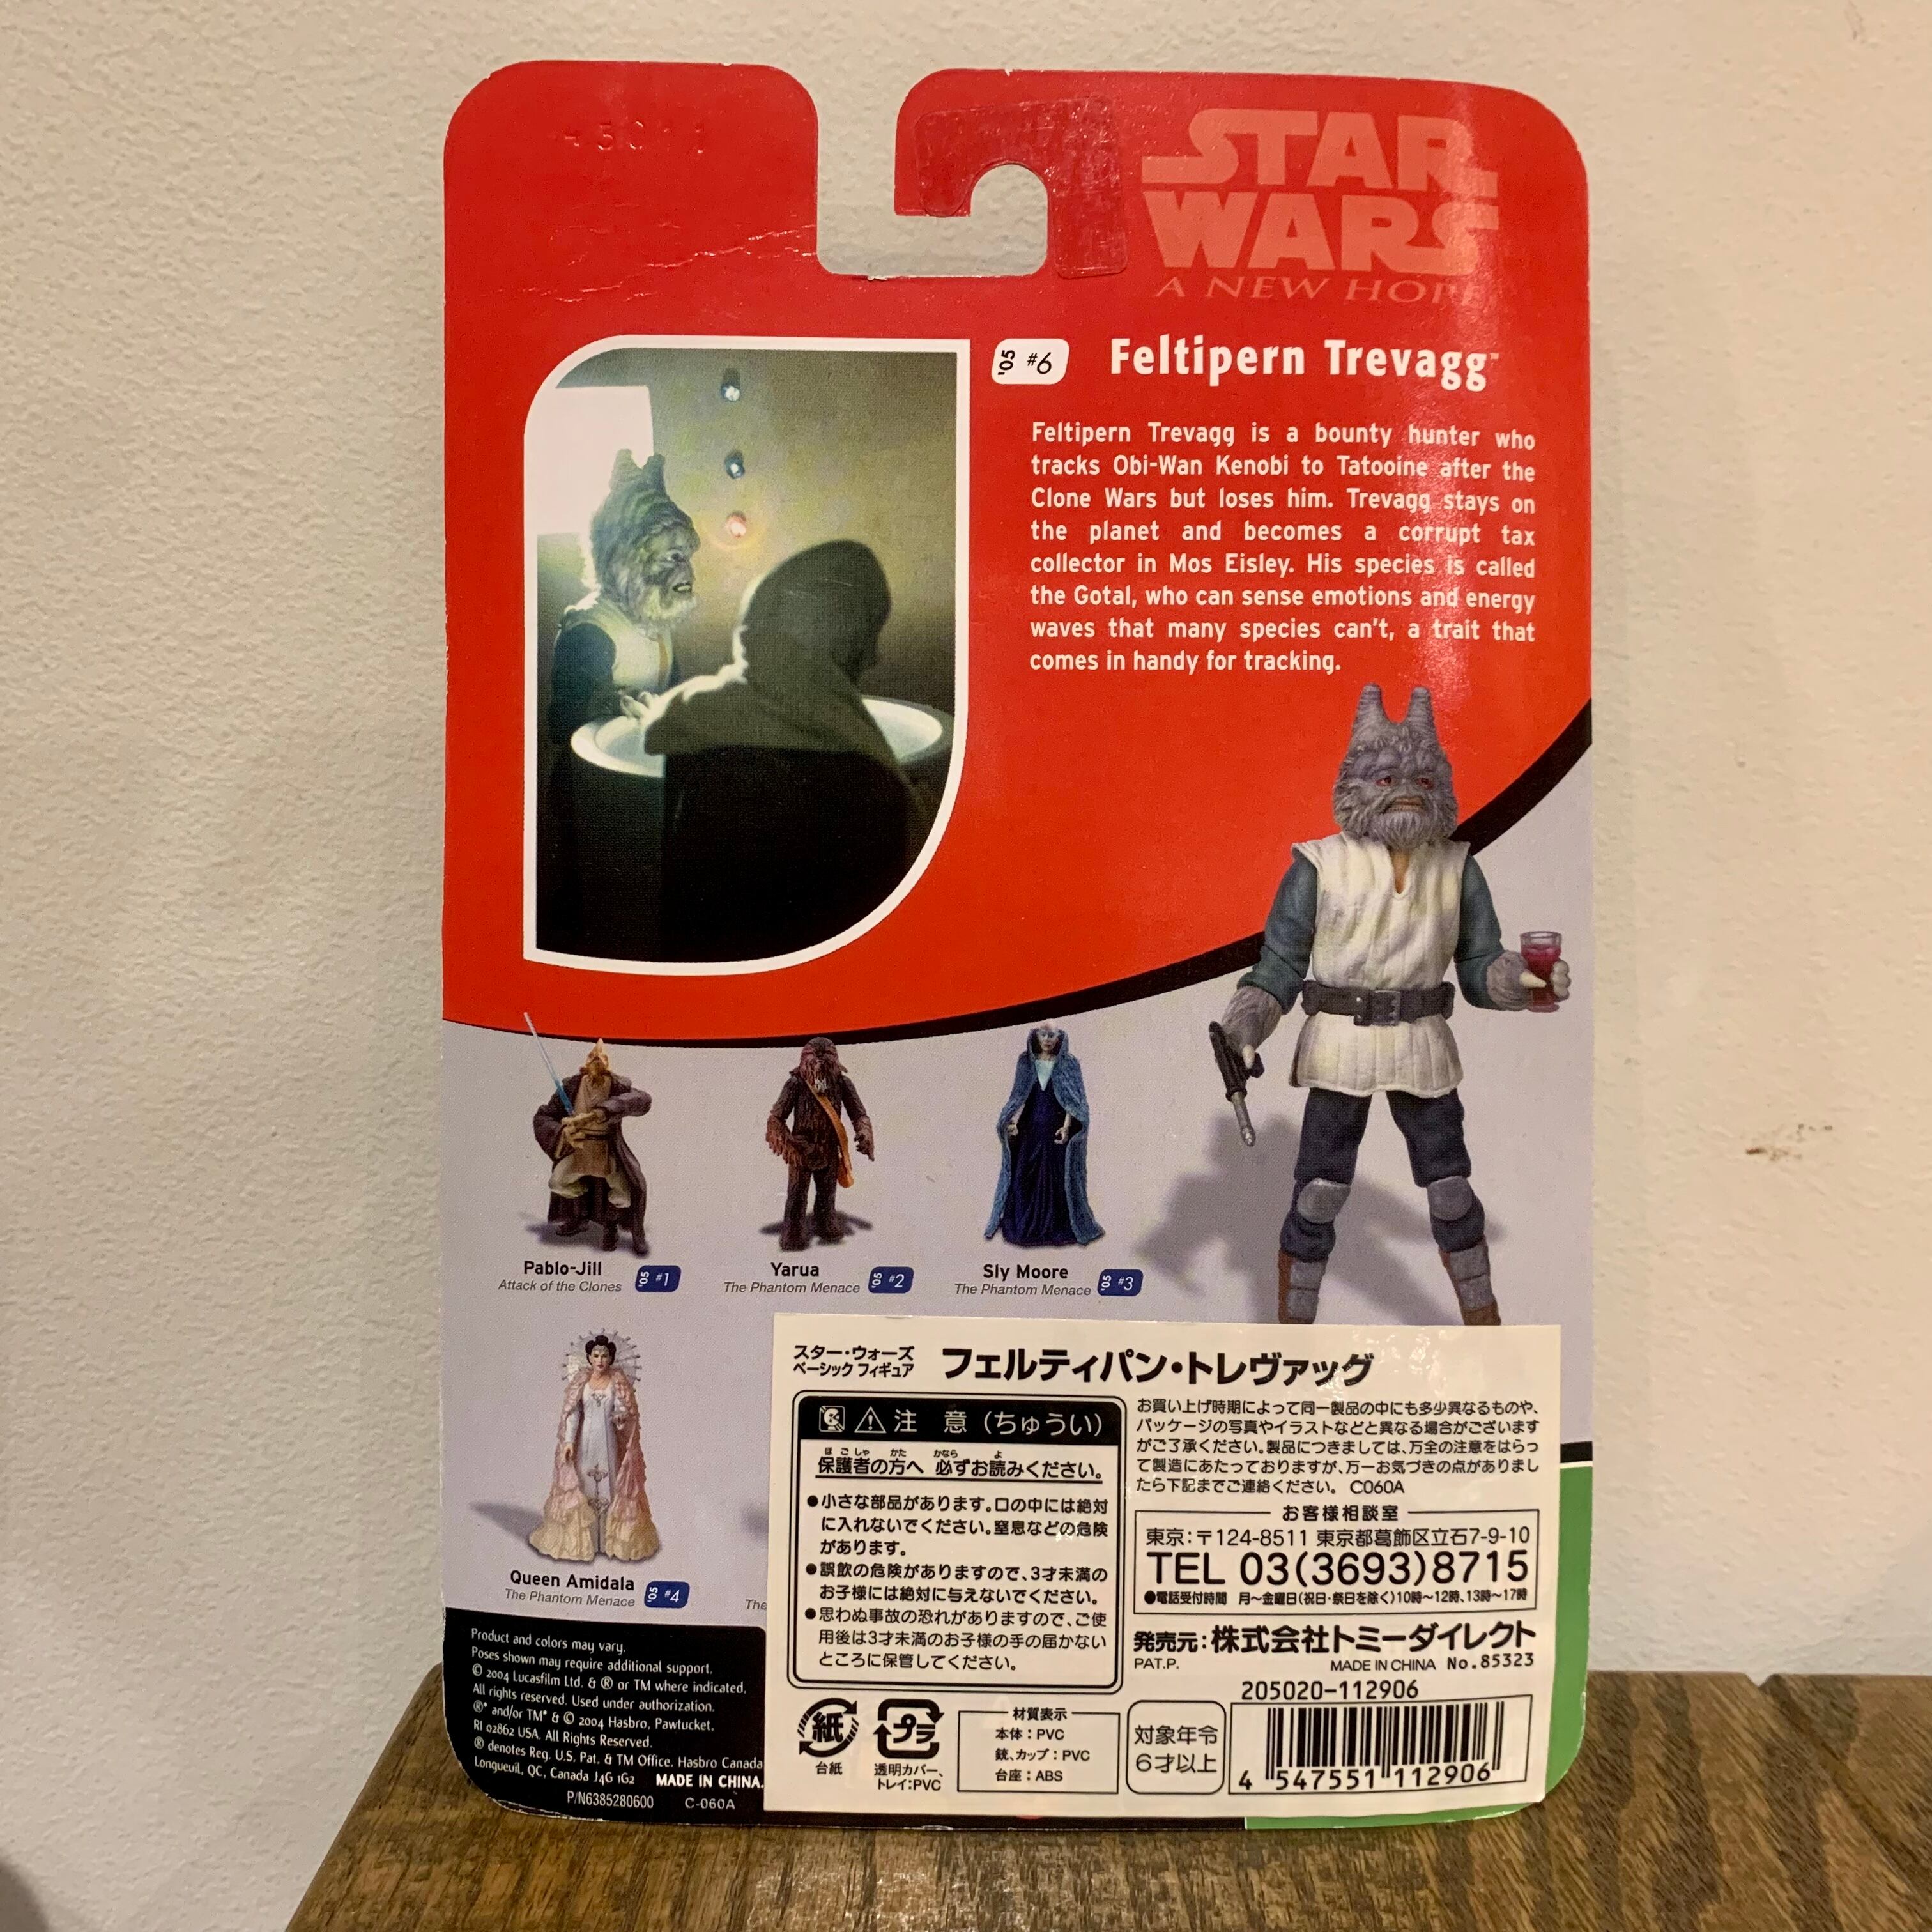 45011
STAR
WARS
A NEW HOPE
'05 #6
Feltipern Trevagg™
Feltipern Trevagg is a bounty hunter who
tracks Obi-Wan Kenobi to Tatooine after the
Clone Wars but loses him. Trevagg stays on
the planet and becomes a corrupt tax
collector in Mos Eisley. His species is called
the Gotal, who can sense emotions and energy
waves that many species can't, a trait that
comes in handy for tracking.
Pablo-Jill
Attack of the Clones
'05 #1
Yarua
The Phantom Menace
'05 #2
Sly Moore
The Phantom Menace
'05 #3
Queen Amidala
The Phantom Menace
'05 #4
The
Product and colors may vary.
Poses shown may require additional support.
© 2004 Lucasfilm Ltd. & ® or TM where indicated.
All rights reserved. Used under authorization.
®* and/or TM* & © 2004 Hasbro, Pawtucket,
RI 02862 USA. All Rights Reserved.
® denotes Reg. U.S. Pat. & TM Office. Hasbro Canada
Longueuil, QC, Canada J4G 1G2 MADE IN CHINA.
P/N6385280600 C-060A
スター・ウォーズ
ベーシック フィギュア
フェルティパン・トレヴァッグ
注 意(ちゅうい)
ほごしゃ かた かなら よ
保護者の方へ 必ずお読みください。
●小さな部品があります。口の中には絶対
に入れないでください。窒息などの危険
があります。
●誤飲の危険がありますので、3才未満の
お子様には絶対に与えないでください。
●思わぬ事故の恐れがありますので、ご使
用後は3才未満のお子様の手の届かない
ところに保管してください。
お買い上げ時期によって同一製品の中にも多少異なるものや、
パッケージの写真やイラストなどと異なる場合がございます
がご了承ください。製品につきましては、万全の注意をはらっ
て製造にあたっておりますが、万一お気づきの点がありまし
たら下記までご連絡ください。 C060A
お客様相談室
東京:〒124-8511 東京都葛飾区立石7-9-10
TEL 03(3693)8715
●電話受付時間 月〜金曜日(祝日・祭日を除く)10時〜12時、13時〜17時
発売元:株式会社トミーダイレクト
PAT.P. MADE IN CHINA No.85323
紙
台紙
プラ
透明カバー、
トレイ:PVC
材質表示
本体:PVC
銃、カップ:PVC
台座:ABS
対象年令
6才以上
205020-112906
4 547551 112906